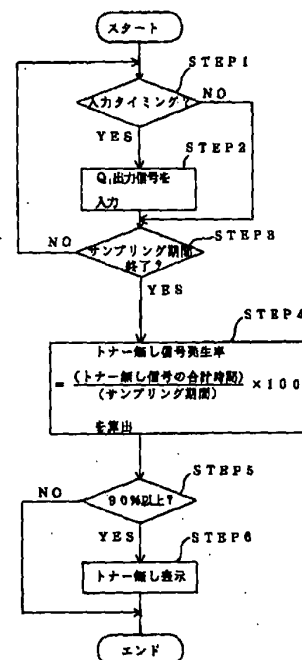 スタート
STEP1
入力タイミング?
NO
YES
STEP2
Q₁出力信号を
入力
STEP3
NO
サンプリング期間
終了?
YES
STEP4
トナー無し信号発生率
= (トナー無し信号の合計時間)
(サンプリング期間)
×100
を算出
STEP5
NO
90%以上?
YES
STEP6
トナー無し表示
エンド